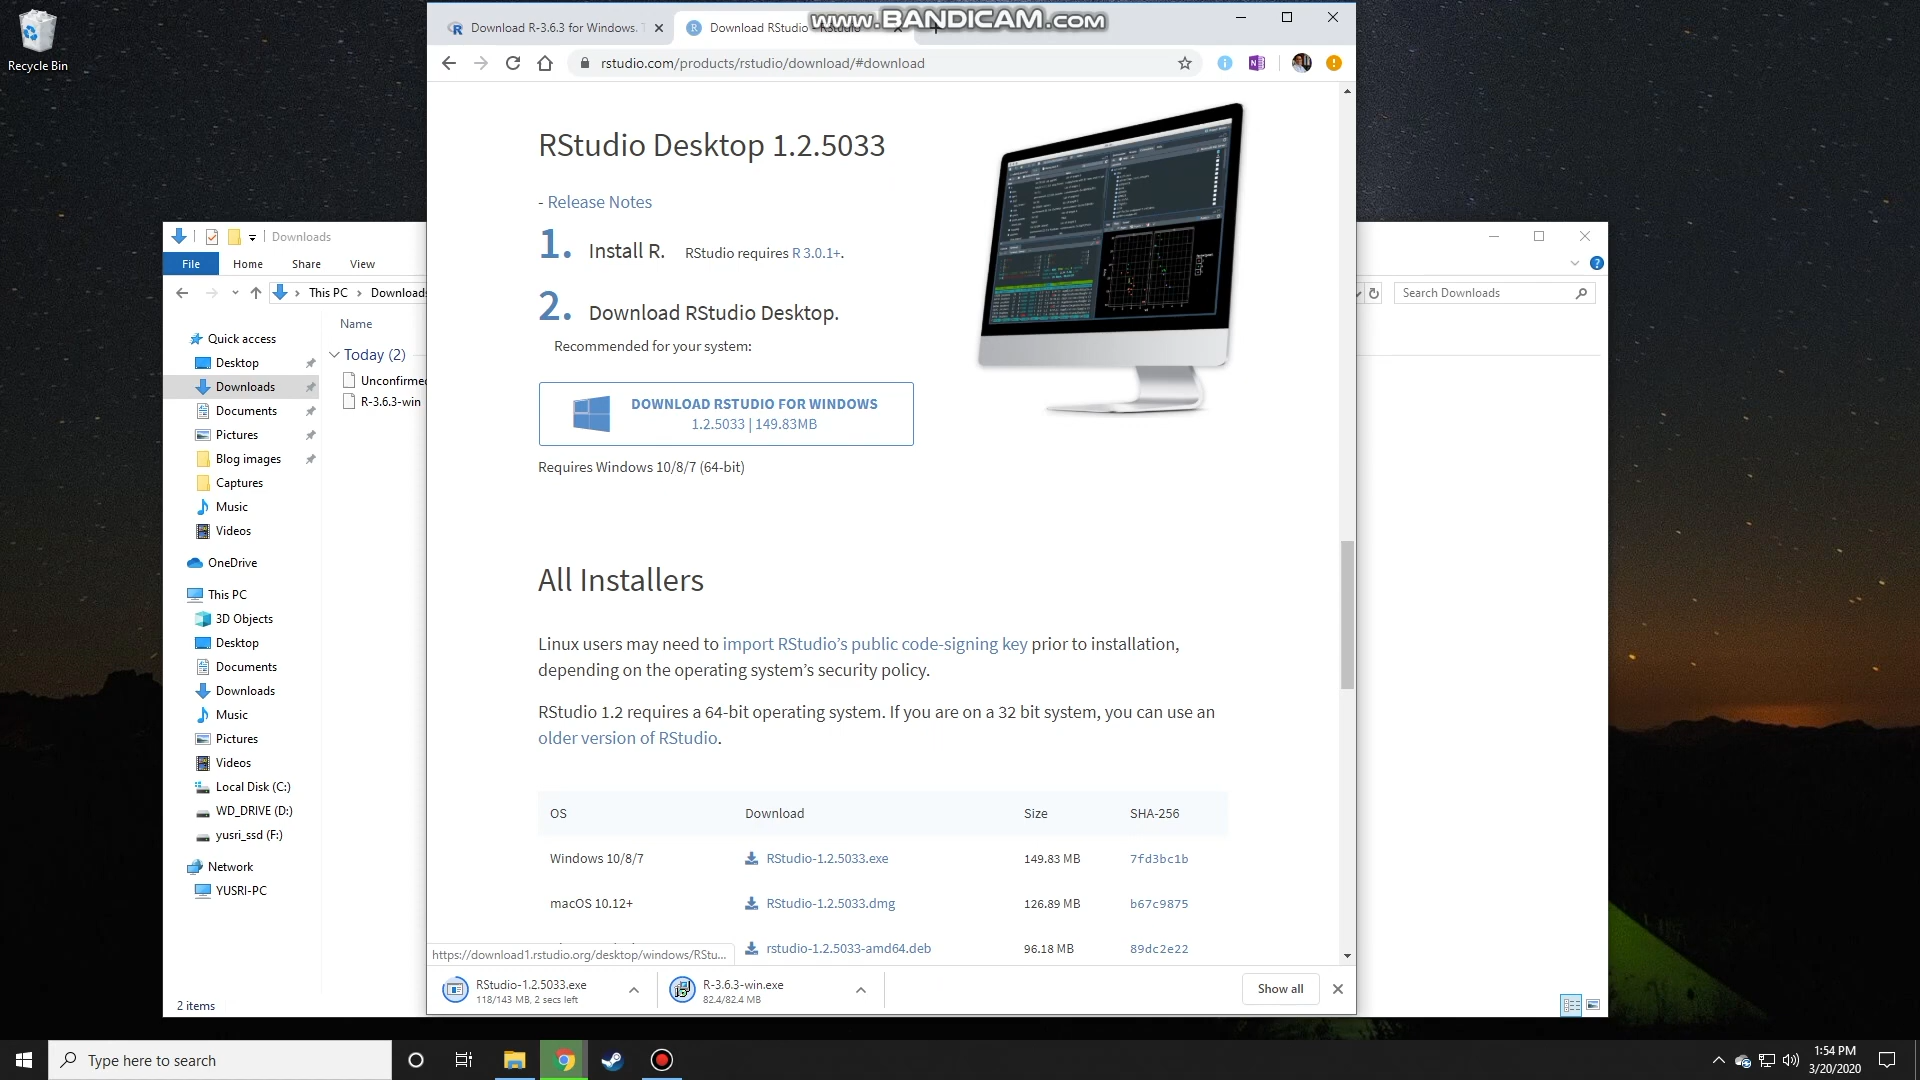 Recycle Bin
Download R-3.6.3 for Windows. T
Download RStudio - RStudio
www.BANDICAM.com
rstudio.com/products/rstudio/download/#download
RStudio Desktop 1.2.5033
- Release Notes
1. Install R. RStudio requires R 3.0.1+.
2. Download RStudio Desktop.
Recommended for your system:
DOWNLOAD RSTUDIO FOR WINDOWS
1.2.5033 | 149.83MB
Requires Windows 10/8/7 (64-bit)
All Installers
Linux users may need to import RStudio’s public code-signing key prior to installation,
depending on the operating system’s security policy.
RStudio 1.2 requires a 64-bit operating system. If you are on a 32 bit system, you can use an
older version of RStudio.
OS Download Size SHA-256
Windows 10/8/7 RStudio-1.2.5033.exe 149.83 MB 7fd3bc1b
macOS 10.12+ RStudio-1.2.5033.dmg 126.89 MB b67c9875
rstudio-1.2.5033-amd64.deb 96.18 MB 89dc2e22
https://download1.rstudio.org/desktop/windows/RStu...
RStudio-1.2.5033.exe
118/143 MB, 2 secs left
R-3.6.3-win.exe
82.4/82.4 MB
Show all
Downloads
File Home Share View
This PC Downloads
Search Downloads
Name
Today (2)
Unconfirmed
R-3.6.3-win
Quick access
Desktop
Downloads
Documents
Pictures
Blog images
Captures
Music
Videos
OneDrive
This PC
3D Objects
Desktop
Documents
Downloads
Music
Pictures
Videos
Local Disk (C:)
WD_DRIVE (D:)
yusri_ssd (F:)
Network
YUSRI-PC
2 items
Type here to search
1:54 PM
3/20/2020